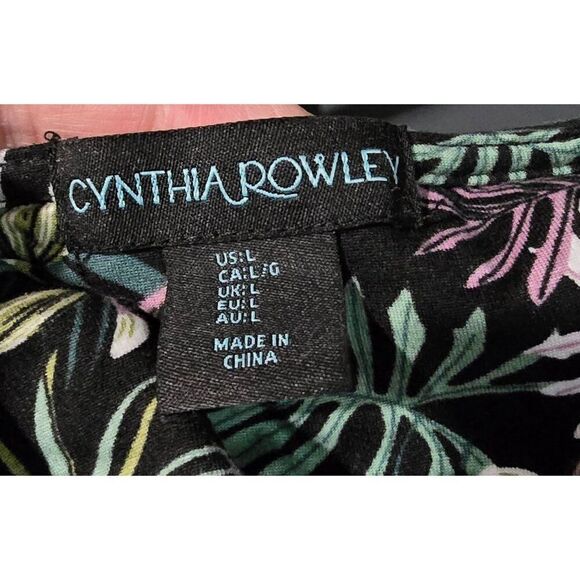 CYNTHIA ROWLEY
US:L
CA:L/G
UK:L
EU:L
AU:L
MADE IN
CHINA